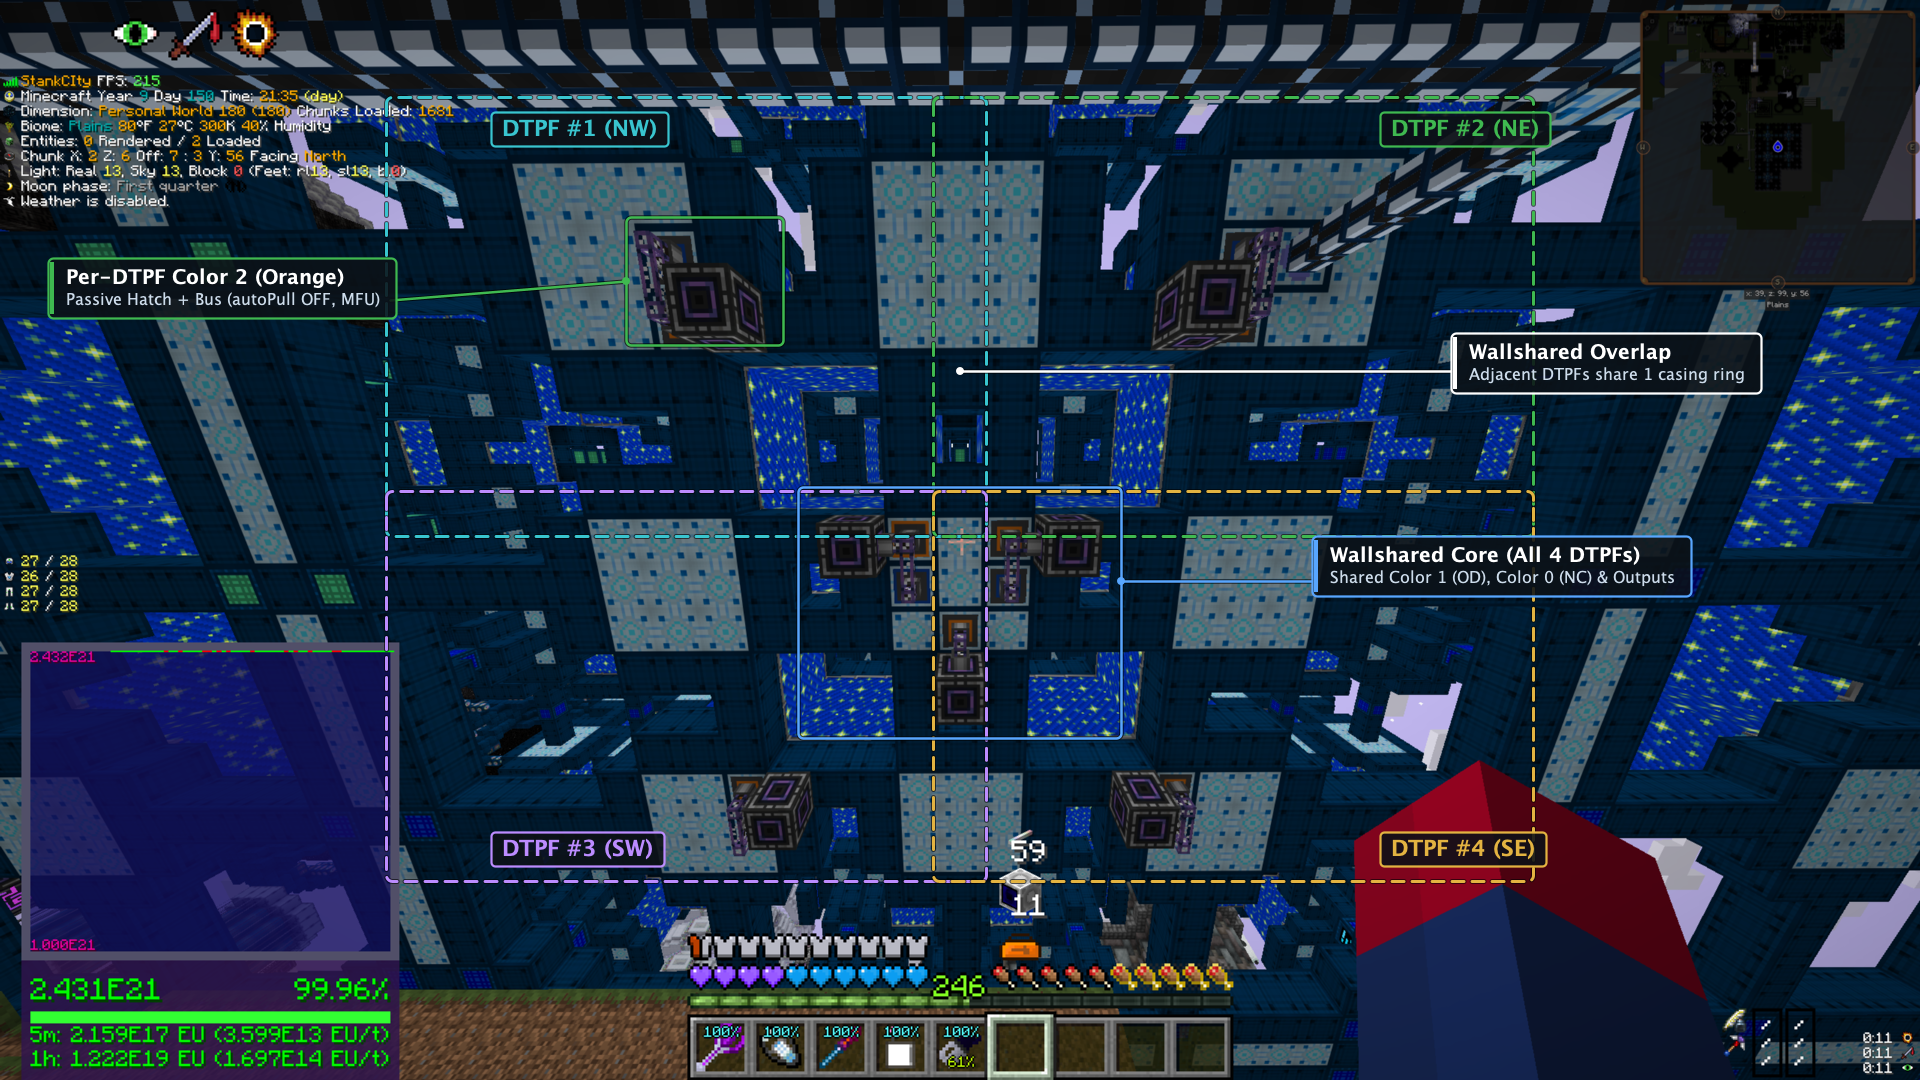 StankCIty FPS: 215
Minecraft Year: 9 Day 150 Time: 21:35 (day)
Dimension: Personal World 180 (180) Chunks Loaded: 1681
Biome: Plains 80°F 27°C 300K 40% Humidity
Entities: 0 Rendered / 2 Loaded
Chunk X: 2 Z: 6 Off: 7 : 3 Y: 56 Facing North
Light: Real 13, Sky 13, Block 0 (Feet: rl13, sl13, bl0)
Moon phase: First quarter
Weather is disabled.
DTPF #1 (NW)
DTPF #2 (NE)
Per-DTPF Color 2 (Orange)
Passive Hatch + Bus (autoPull OFF, MFU)
x: 39, z: 99, y: 56
Plains
Wallshared Overlap
Adjacent DTPFs share 1 casing ring
Wallshared Core (All 4 DTPFs)
Shared Color 1 (OD), Color 0 (NC) & Outputs
27 / 28
26 / 28
27 / 28
27 / 28
2.432E21
DTPF #3 (SW)
DTPF #4 (SE)
59
11
1.000E21
2.431E21 99.96%
5m: 2.159E17 EU (3.599E13 EU/t)
1h: 1.222E19 EU (1.697E14 EU/t)
246
100% 100% 100% 100% 100%
61%
0:11
0:11
0:11